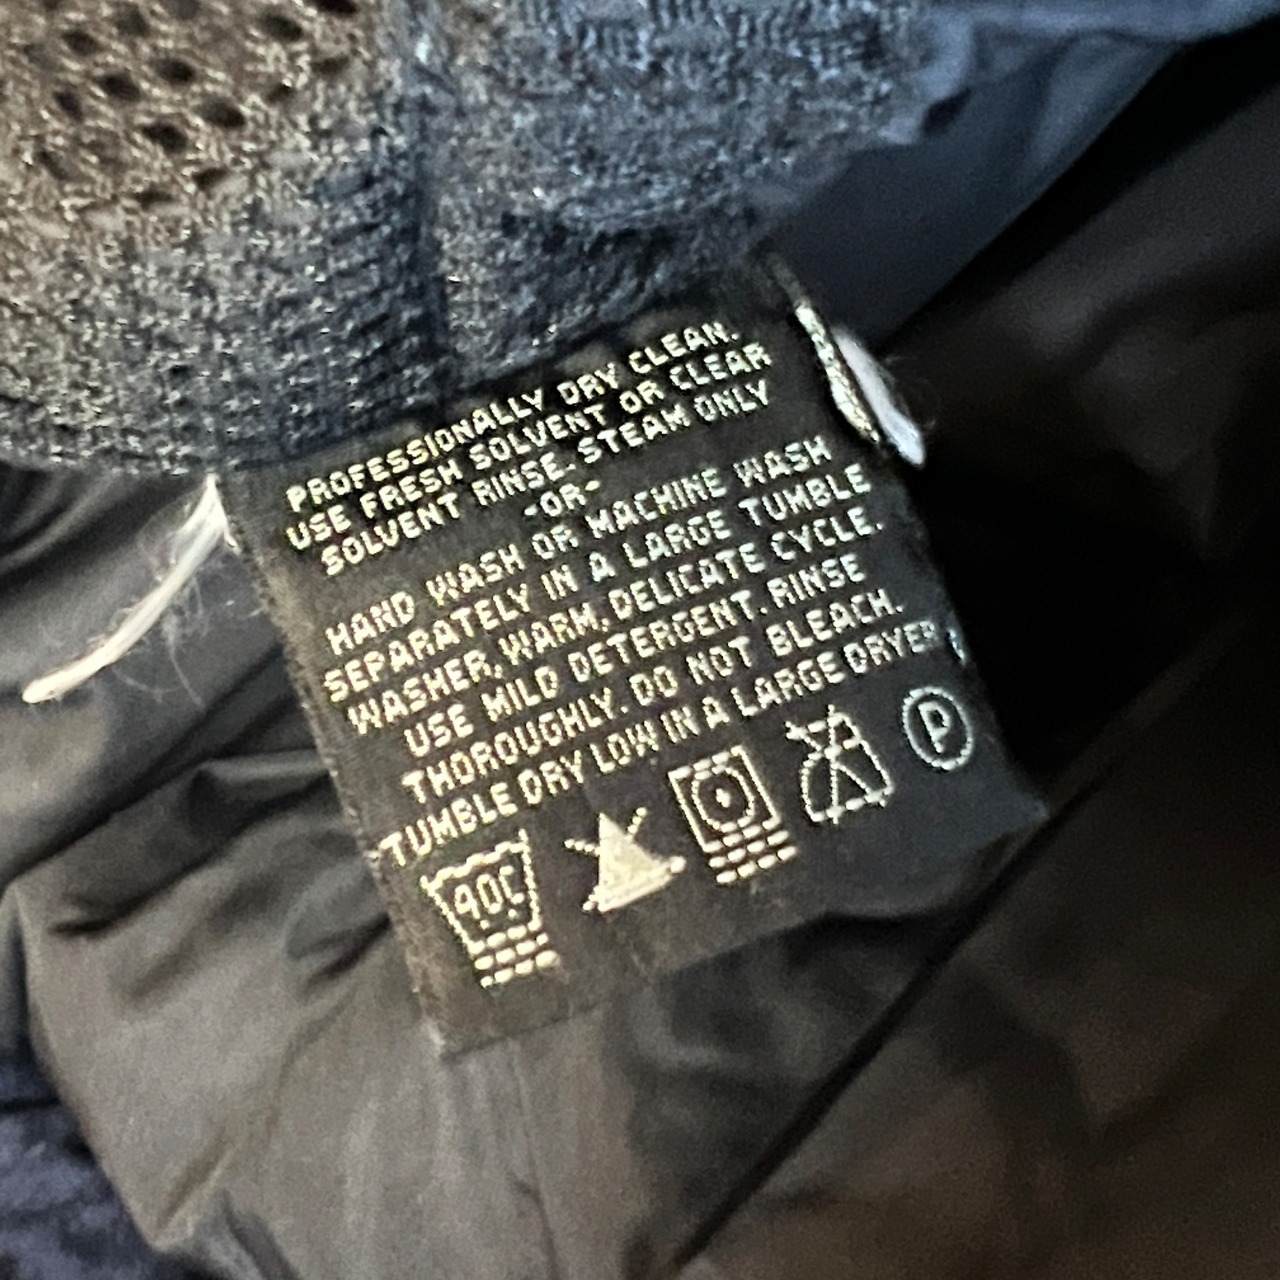 PROFESSIONALLY DRY CLEAN.
USE FRESH SOLVENT OR CLEAR
SOLVENT RINSE. STEAM ONLY
-OR-
HAND WASH OR MACHINE WASH
SEPARATELY IN A LARGE TUMBLE
WASHER, WARM, DELICATE CYCLE.
USE MILD DETERGENT. RINSE
THOROUGHLY. DO NOT BLEACH.
TUMBLE DRY LOW IN A LARGE DRYER
40C
P